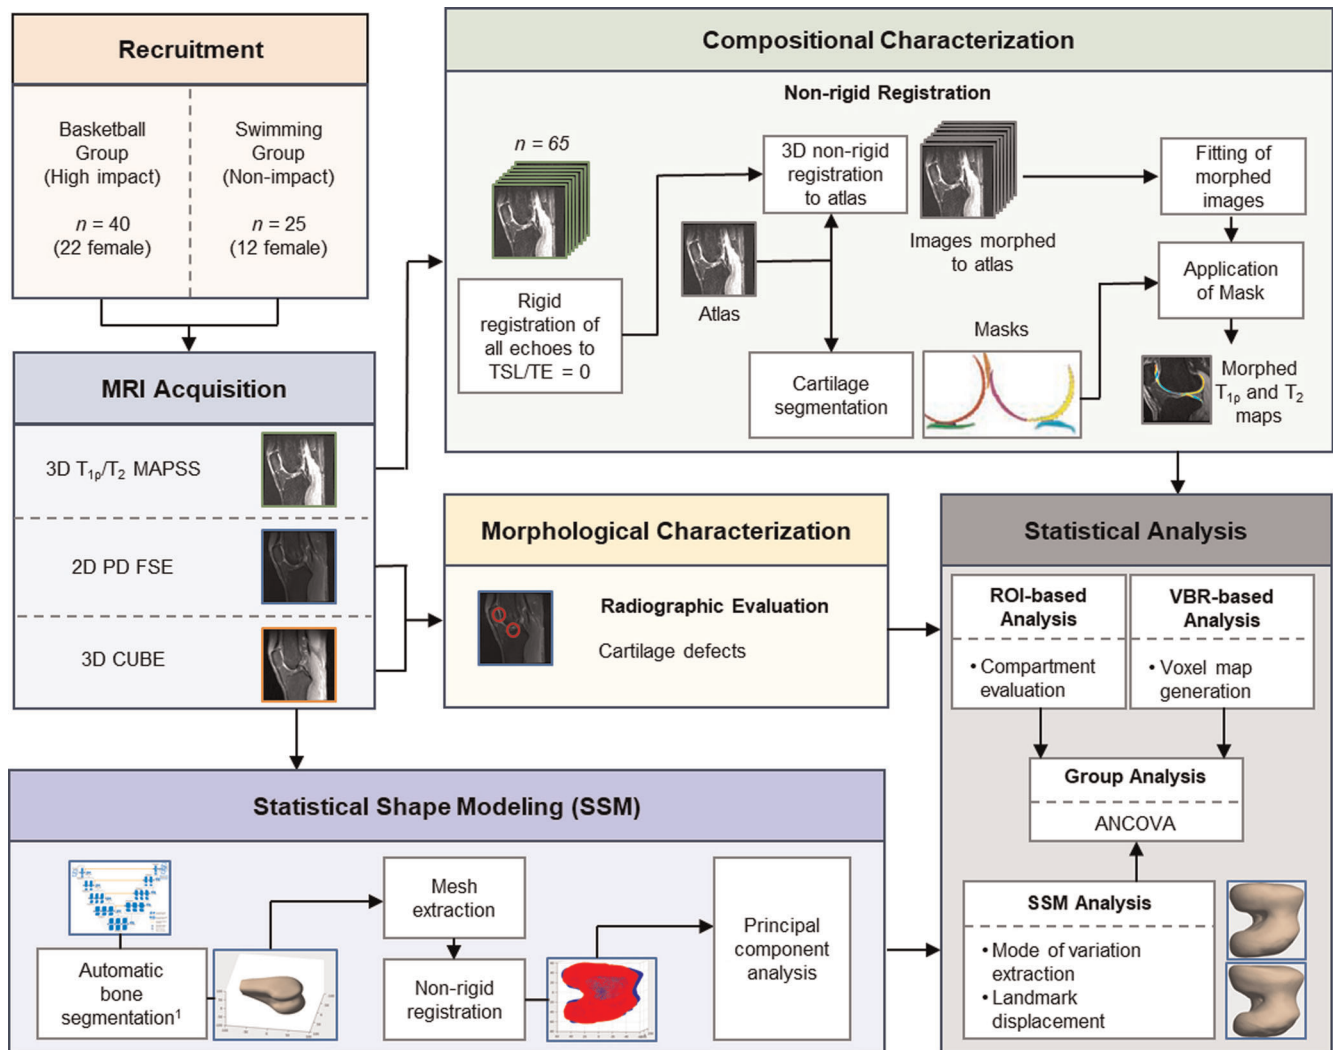 Recruitment
Basketball
Group
(High impact)
n = 40
(22 female)
Swimming
Group
(Non-impact)
n = 25
(12 female)
MRI Acquisition
3D T1ρ/T2 MAPSS
2D PD FSE
3D CUBE
Compositional Characterization
Non-rigid Registration
n = 65
Rigid
registration of
all echoes to
TSL/TE = 0
Atlas
3D non-rigid
registration
to atlas
Cartilage
segmentation
Images morphed
to atlas
Masks
Fitting of
morphed
images
Application
of Mask
Morphed
T1ρ and T2
maps
Morphological Characterization
Radiographic Evaluation
Cartilage defects
Statistical Shape Modeling (SSM)
Automatic
bone
segmentation1
Mesh
extraction
Non-rigid
registration
Principal
component
analysis
Statistical Analysis
ROI-based
Analysis
• Compartment
evaluation
VBR-based
Analysis
• Voxel map
generation
Group Analysis
ANCOVA
SSM Analysis
• Mode of variation
extraction
• Landmark
displacement